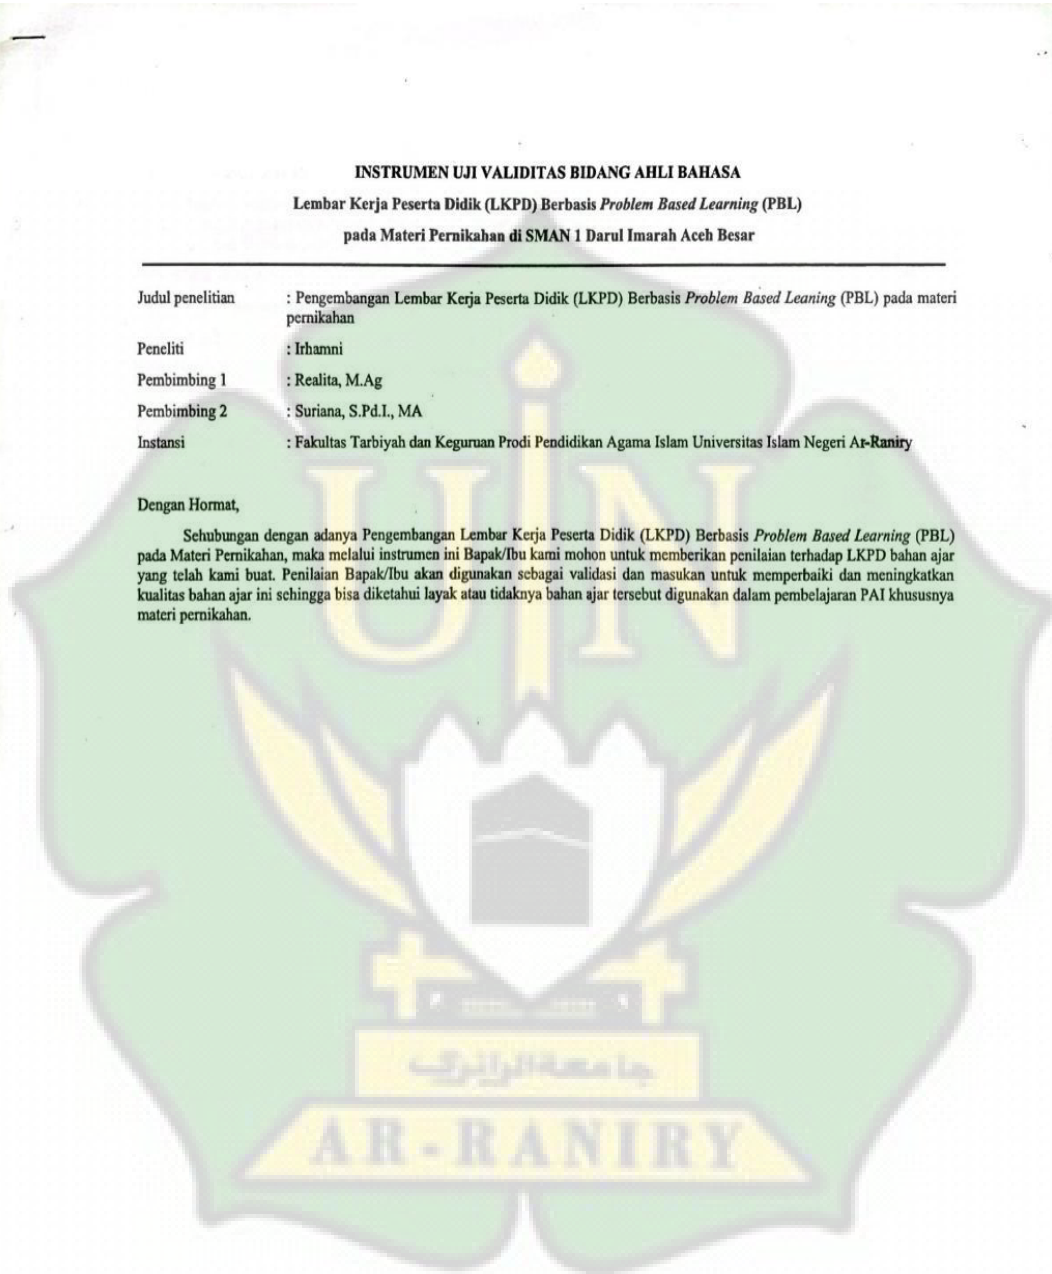 INSTRUMEN UJI VALIDITAS BIDANG AHLI BAHASA
Lembar Kerja Peserta Didik (LKPD) Berbasis Problem Based Learning (PBL)
pada Materi Pernikahan di SMAN 1 Darul Imarah Aceh Besar
Judul penelitian : Pengembangan Lembar Kerja Peserta Didik (LKPD) Berbasis Problem Based Leaning (PBL) pada materi
pernikahan
Peneliti : Irhamni
Pembimbing 1 : Realita, M.Ag
Pembimbing 2 : Suriana, S.Pd.I., MA
Instansi : Fakultas Tarbiyah dan Keguruan Prodi Pendidikan Agama Islam Universitas Islam Negeri Ar-Raniry
Dengan Hormat,
Sehubungan dengan adanya Pengembangan Lembar Kerja Peserta Didik (LKPD) Berbasis Problem Based Learning (PBL)
pada Materi Pernikahan, maka melalui instrumen ini Bapak/Ibu kami mohon untuk memberikan penilaian terhadap LKPD bahan ajar
yang telah kami buat. Penilaian Bapak/Ibu akan digunakan sebagai validasi dan masukan untuk memperbaiki dan meningkatkan
kualitas bahan ajar ini sehingga bisa diketahui layak atau tidaknya bahan ajar tersebut digunakan dalam pembelajaran PAI khususnya
materi pernikahan.
UIN
جامعةالرانري
AR-RANIRY